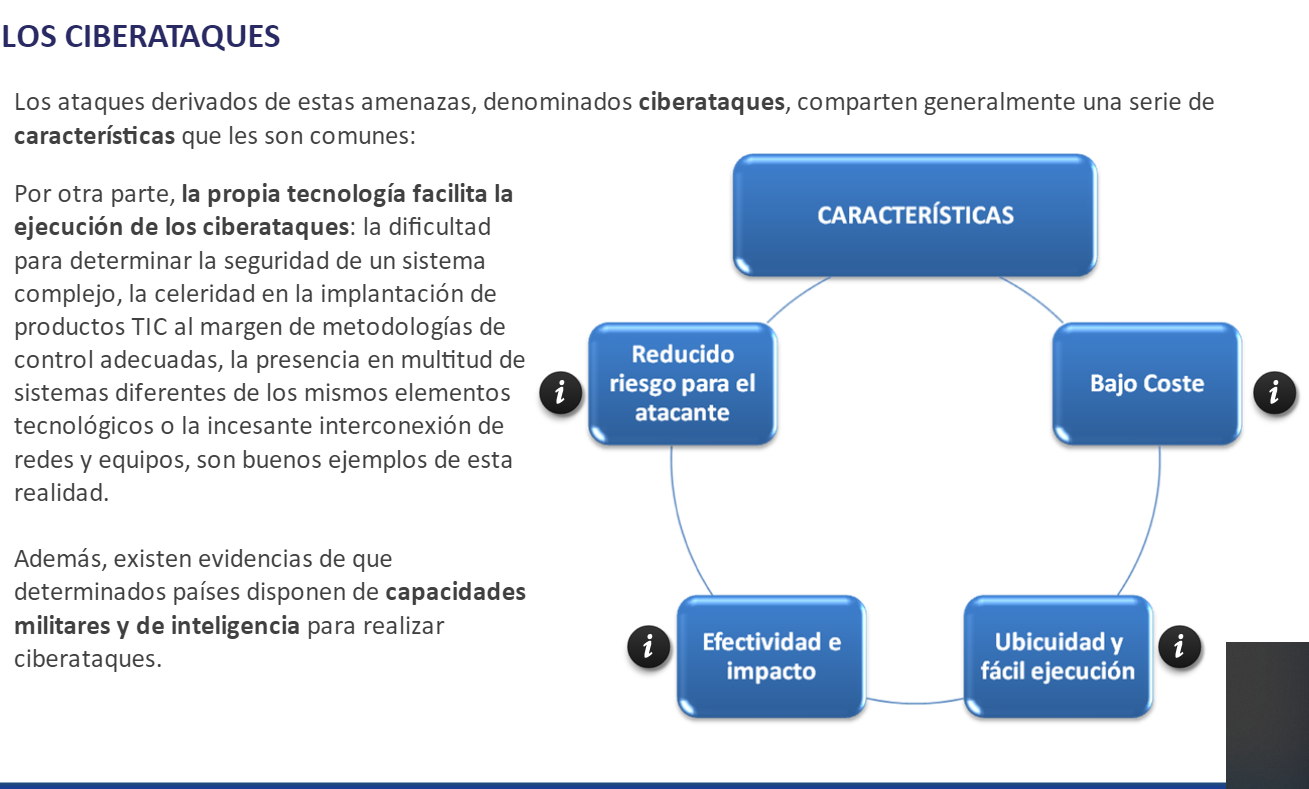 LOS CIBERATAQUES
Los ataques derivados de estas amenazas, denominados ciberataques, comparten generalmente una serie de
características que les son comunes:
Por otra parte, la propia tecnología facilita la
ejecución de los ciberataques: la dificultad
para determinar la seguridad de un sistema
complejo, la celeridad en la implantación de
productos TIC al margen de metodologías de
control adecuadas, la presencia en multitud de
sistemas diferentes de los mismos elementos
tecnológicos o la incesante interconexión de
redes y equipos, son buenos ejemplos de esta
realidad.
Además, existen evidencias de que
determinados países disponen de capacidades
militares y de inteligencia para realizar
ciberataques.
CARACTERÍSTICAS
Reducido
riesgo para el
atacante
i
Bajo Coste
i
Efectividad e
impacto
i
Ubicuidad y
fácil ejecución
i